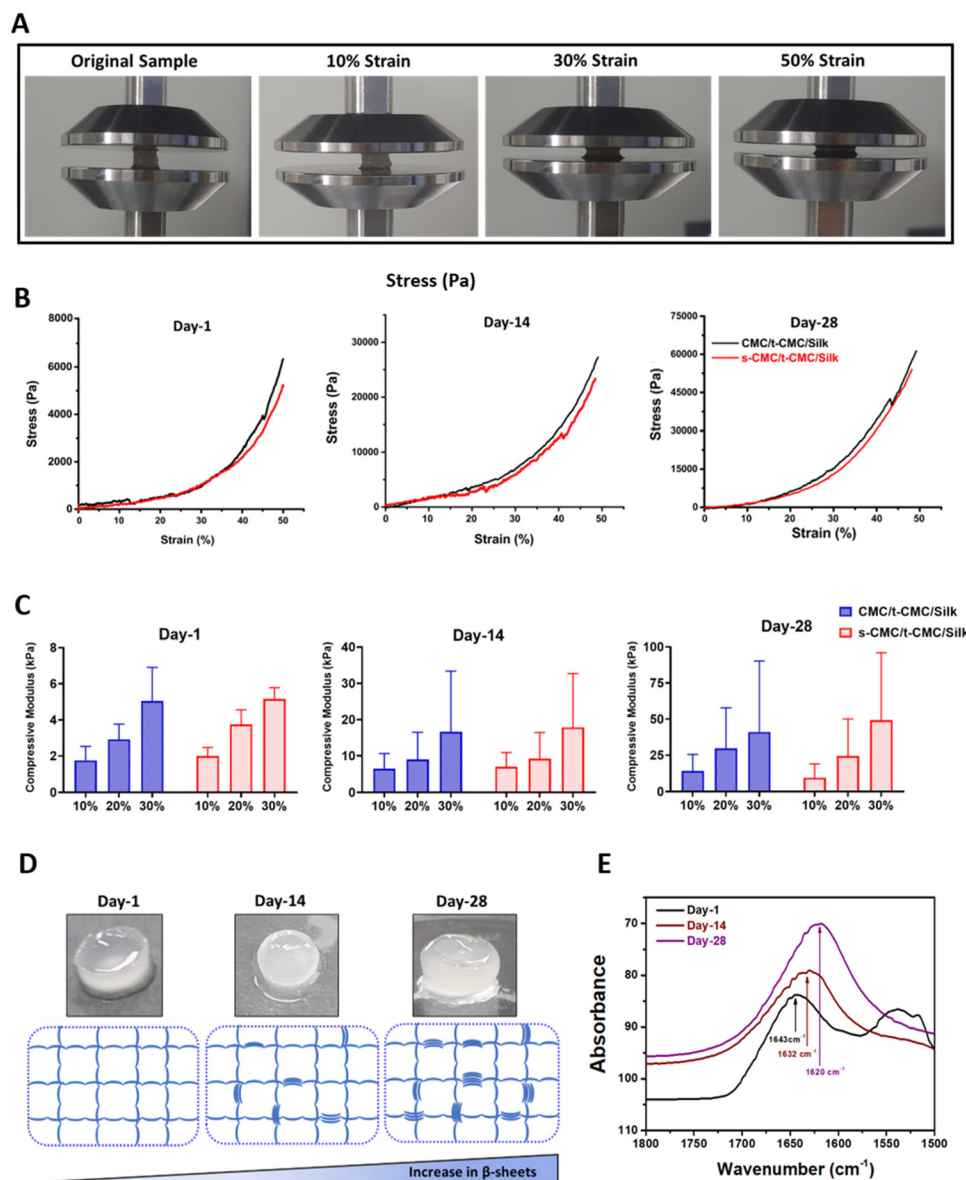 A
Original Sample
10% Strain
30% Strain
50% Strain
B
Stress (Pa)
Day-1
Stress (Pa)
8000
6000
4000
2000
0
0
10
20
30
40
50
Strain (%)
Day-14
Stress (Pa)
30000
20000
10000
0
0
10
20
30
40
50
Strain (%)
Day-28
CMC/t-CMC/Silk
s-CMC/t-CMC/Silk
Stress (Pa)
75000
60000
45000
30000
15000
0
0
10
20
30
40
50
Strain (%)
C
CMC/t-CMC/Silk
s-CMC/t-CMC/Silk
Day-1
Compressive Modulus (kPa)
8
6
4
2
0
10%
20%
30%
10%
20%
30%
Day-14
Compressive Modulus (kPa)
40
30
20
10
0
10%
20%
30%
10%
20%
30%
Day-28
Compressive Modulus (kPa)
100
75
50
25
0
10%
20%
30%
10%
20%
30%
D
Day-1
Day-14
Day-28
Increase in β-sheets
E
Day-1
Day-14
Day-28
Absorbance
70
80
90
100
110
1643cm⁻¹
1632 cm⁻¹
1620 cm⁻¹
1800
1750
1700
1650
1600
1550
1500
Wavenumber (cm⁻¹)